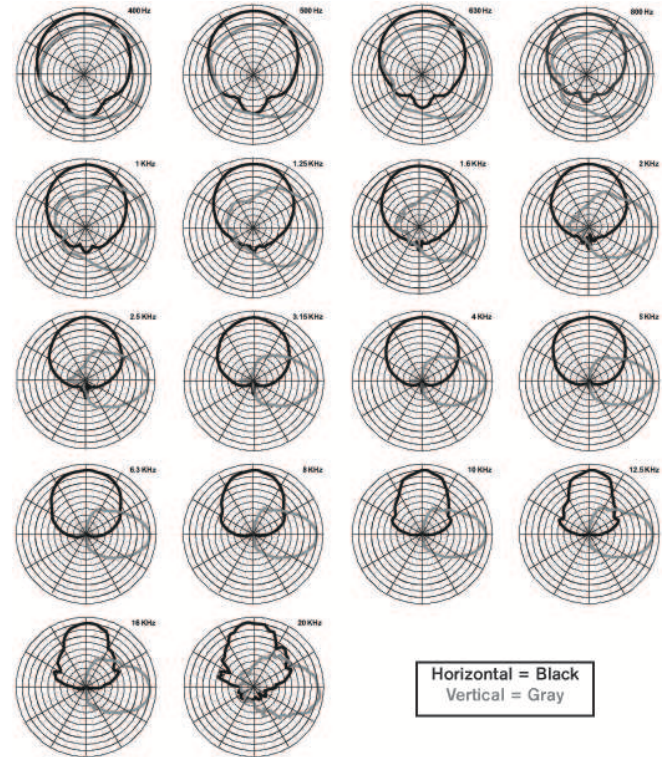 400 Hz
500 Hz
630 Hz
800 Hz
1 KHz
1.25 KHz
1.6 KHz
2 KHz
2.5 KHz
3.15 KHz
4 KHz
5 KHz
6.3 KHz
8 KHz
10 KHz
12.5 KHz
16 KHz
20 KHz
Horizontal = Black
Vertical = Gray